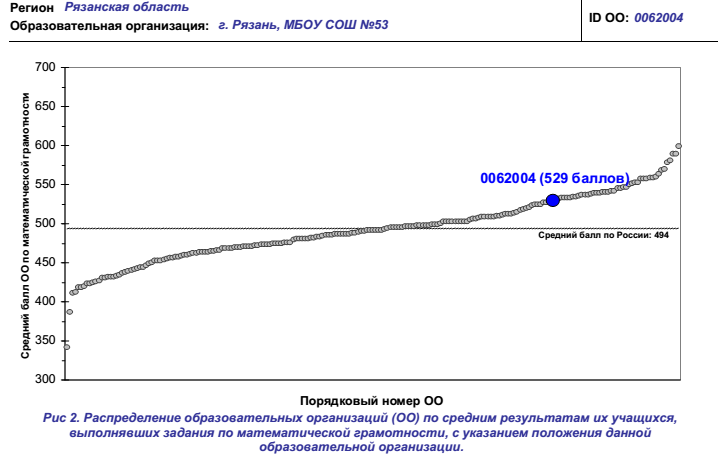 Регион Рязанская область
Образовательная организация: г. Рязань, МБОУ СОШ №53
ID ОО: 0062004
Средний балл ОО по математической грамотности
700
650
600
550
500
450
400
350
300
0062004 (529 баллов)
Средний балл по России: 494
Порядковый номер ОО
Рис 2. Распределение образовательных организаций (ОО) по средним результатам их учащихся,
выполнявших задания по математической грамотности, с указанием положения данной
образовательной организации.